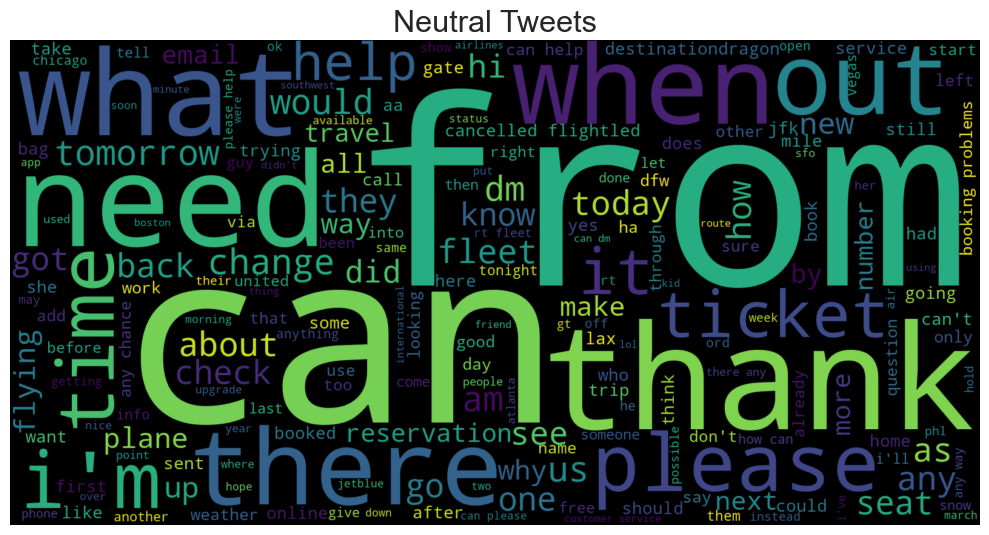 Neutral Tweets
take
tell
email
help
hi
show
airlines
can help
destinationdragon
open
service
start
chicago
ok
gate
what
when
out
vegas
left
soon
minute
southwest
please help
were
would
aa
status
new
jfk
still
bag
available
travel
cancelled flightled
other
mile
app
tomorrow
trying
guy
didn't
all
right
does
let
sfo
booking problems
need
from
call
then
put
dm
done
dfw
her
they
today
how
book
used
boston
via
way
into
know
yes
ha
route
number
had
been
same
rt fleet
can dm
sure
through
using
got
back
change
did
fleet
tonight
it
by
she
work
their
united
thing
here
rt
kid
question
air
going
may
add
time
can
international
looking
make
ticket
can't
morning
that
some
anything
gt
off
week
only
before
any chance
about
friend
good
lax
ord
lol
thank
flying
getting
check
use
too
day
who
there any
hold
upgrade
come
people
trip
he
think
already
more
info
last
am
atlanta
nice
want
plane
year
booked
reservation
see
name
someone
don't
how can
home
phl
as
i'm
point
sent
where
there
why
us
possible
please
i'll
any
any way
first
up
over
hope
jetblue
go
two
one
say
next
could
seat
snow
phone
like
another
weather
online
give
down
after
can please
free
customer service
should
them
instead
i've
march